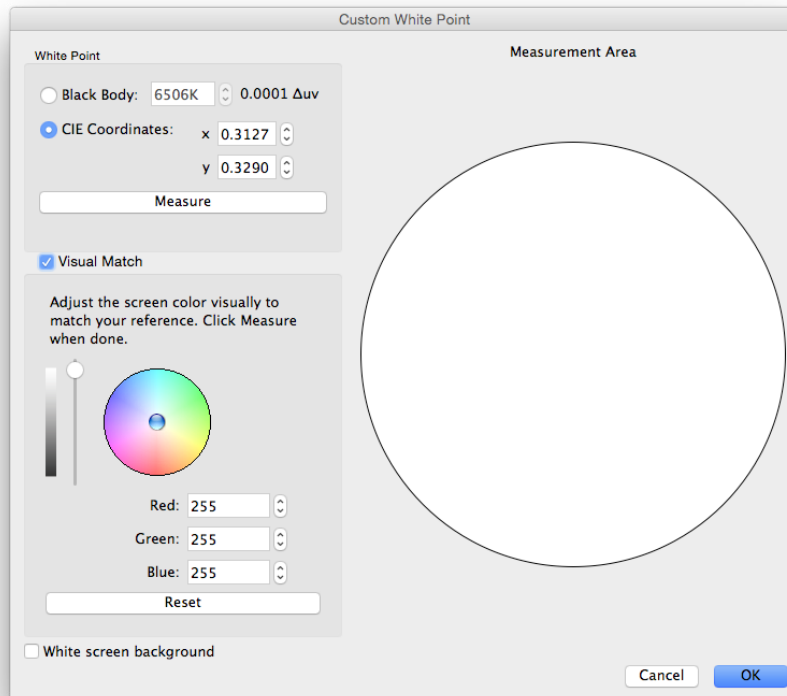 Custom White Point
White Point
Black Body: 6506K 0.0001 Δuv
CIE Coordinates: x 0.3127
y 0.3290
Measure
Visual Match
Adjust the screen color visually to
match your reference. Click Measure
when done.
Red: 255
Green: 255
Blue: 255
Reset
White screen background
Measurement Area
Cancel OK